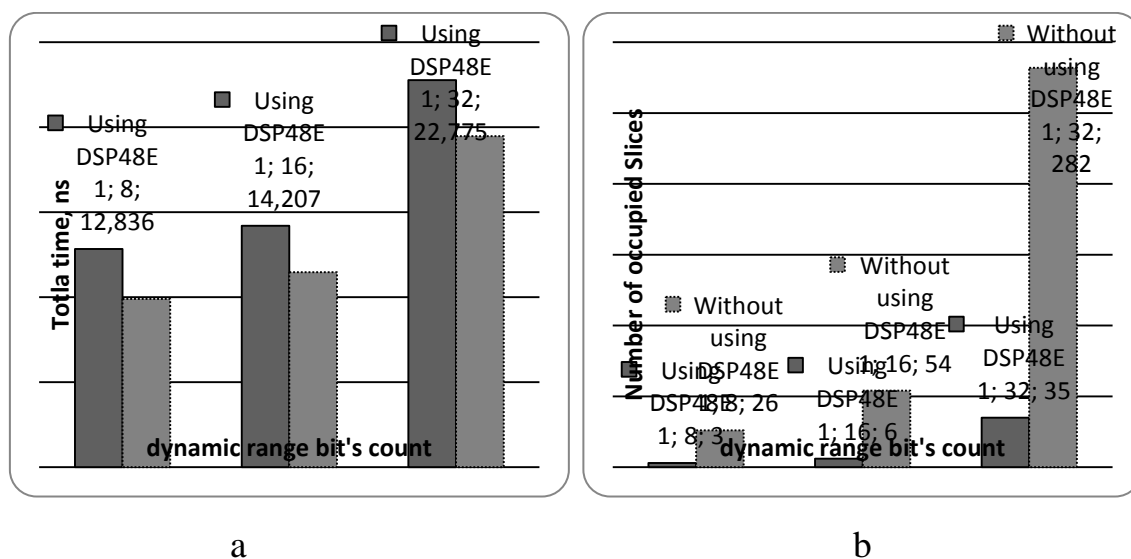 Using
DSP48E
1; 8;
12,836
Using
DSP48E
1; 16;
14,207
Using
DSP48E
1; 32;
22,775
Totla time, ns
dynamic range bit's count
a
Without
using
DSP48E
1; 32;
282
Without
using
DSP48E
1; 16; 54
Without
using
DSP48E
1; 8; 26
Using
DSP48E
1; 8; 3
Using
DSP48E
1; 16; 6
Using
DSP48E
1; 32; 35
Number of occupied Slices
dynamic range bit's count
b